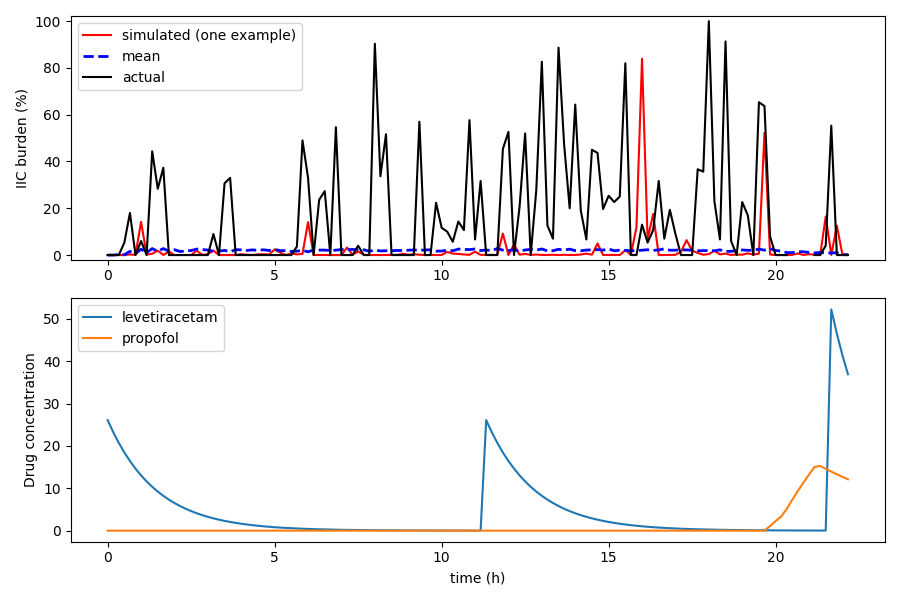 IIC burden (%)
100
80
60
40
20
0
simulated (one example)
mean
actual
0 5 10 15 20
Drug concentration
50
40
30
20
10
0
levetiracetam
propofol
0 5 10 15 20
time (h)